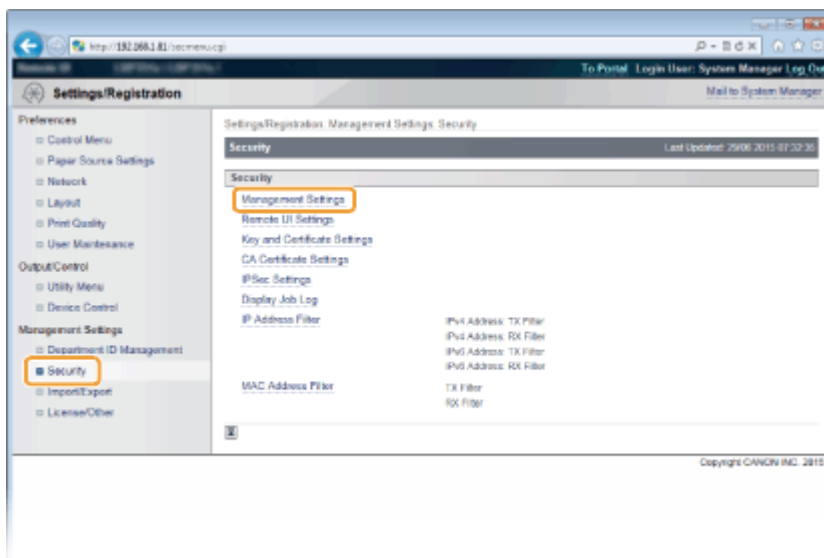 http://192.168.1.81/secmenu.cgi
To Portal Login User: System Manager Log Ou
Settings/Registration
Mail to System Manager
Preferences
Control Menu
Paper Source Settings
Network
Layout
Print Quality
User Maintenance
Output/Control
Utility Menu
Device Control
Management Settings
Department ID Management
Security
Import/Export
License/Other
Settings/Registration: Management Settings: Security
Security
Last Updated: 29/06 2015 07:32:36
Security
Management Settings
Remote UI Settings
Key and Certificate Settings
CA Certificate Settings
IPSec Settings
Display Job Log
IP Address Filter
IPv4 Address: TX Filter
IPv4 Address: RX Filter
IPv6 Address: TX Filter
IPv6 Address: RX Filter
MAC Address Filter
TX Filter
RX Filter
Copyright CANON INC. 2015